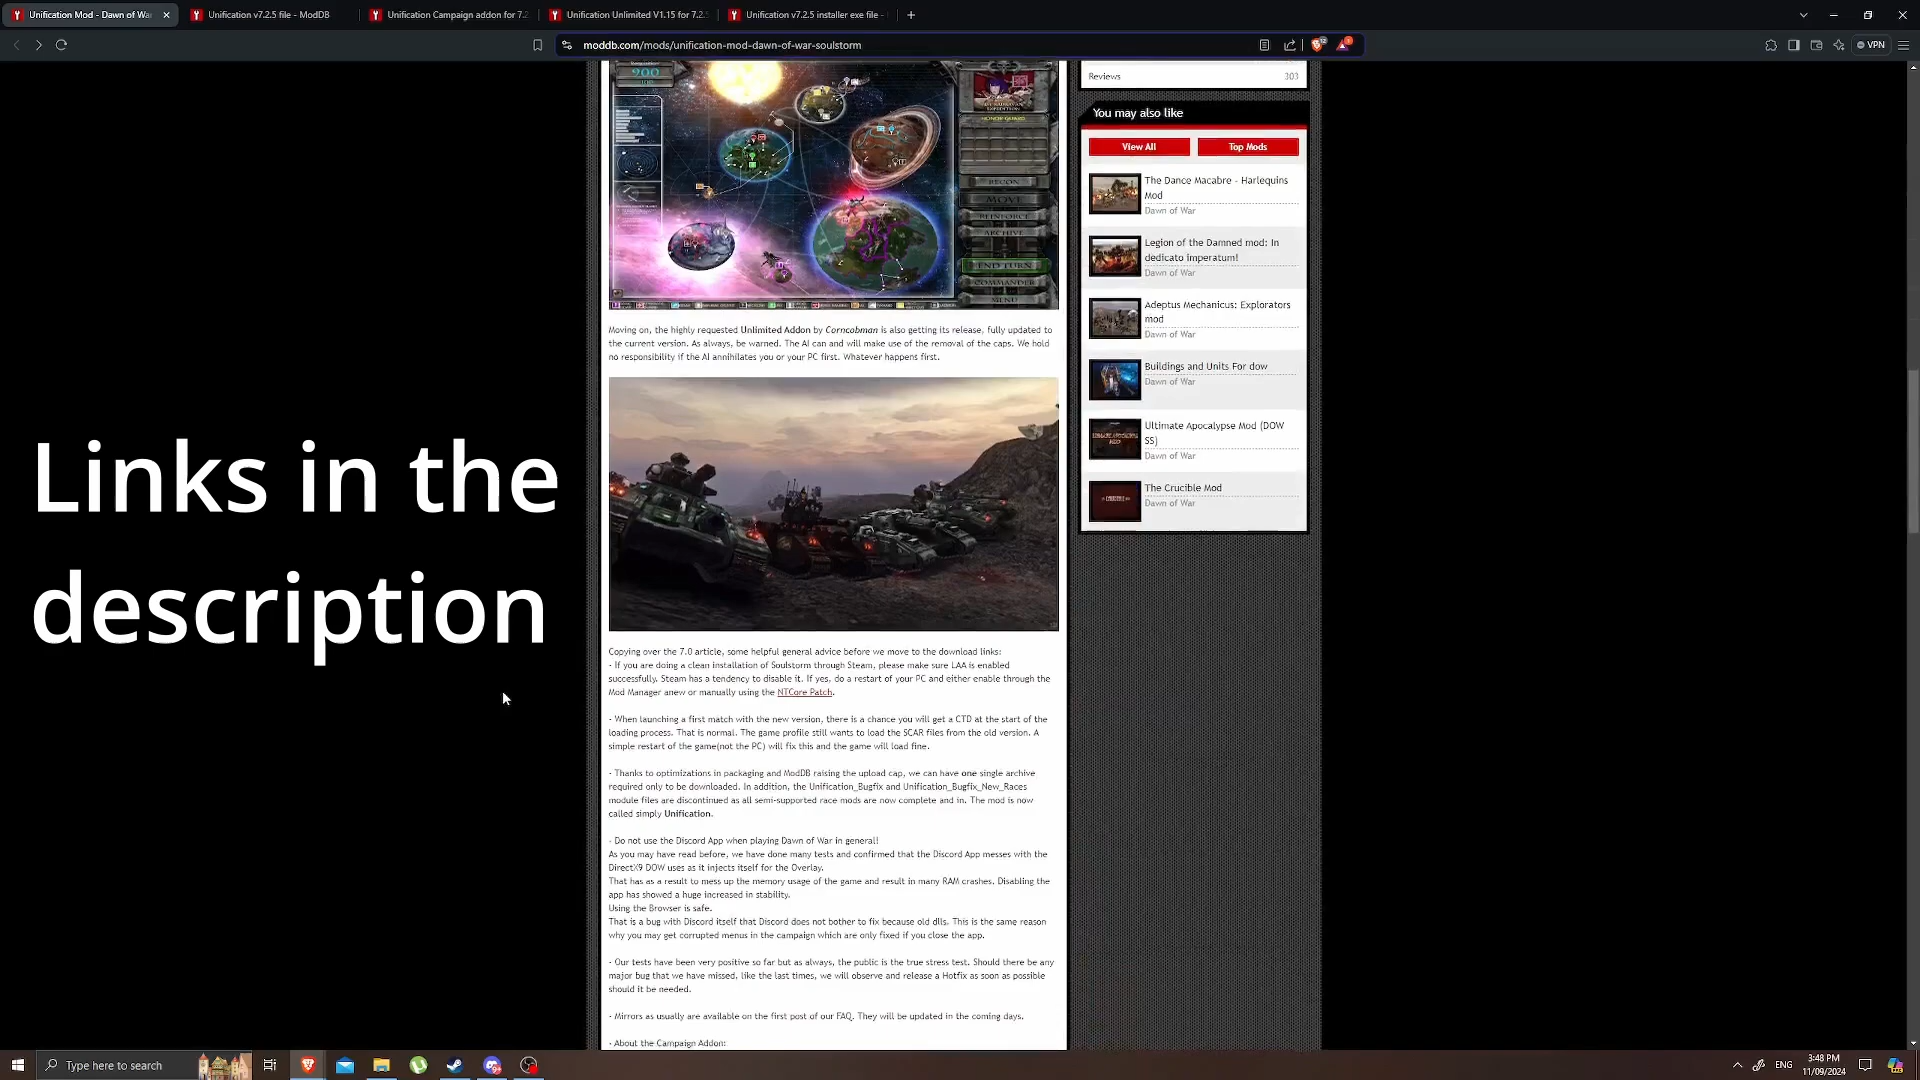 Unification Mod - Dawn of War
Unification v7.2.5 file - ModDB
Unification Campaign addon for 7.2
Unification Unlimited V1.15 for 7.2.5
Unification v7.2.5 installer exe file -
moddb.com/mods/unification-mod-dawn-of-war-soulstorm
VPN
Reviews 303
You may also like
View All
Top Mods
The Dance Macabre - Harlequins
Mod
Dawn of War
Legion of the Damned mod: In
dedicato imperatum!
Dawn of War
Adeptus Mechanicus: Explorators
mod
Dawn of War
Buildings and Units For dow
Dawn of War
Ultimate Apocalypse Mod (DOW
SS)
Dawn of War
The Crucible Mod
Dawn of War
200
HONOR GUARD
RECON
MOVE
REINFORCE
ARCHIVE
END TURN
COMMANDER
MENU
Moving on, the highly requested Unlimited Addon by Corncobman is also getting its release, fully updated to
the current version. As always, be warned. The AI can and will make use of the removal of the caps. We hold
no responsibility if the AI annihilates you or your PC first. Whatever happens first.
Links in the
description
Copying over the 7.0 article, some helpful general advice before we move to the download links:
- If you are doing a clean installation of Soulstorm through Steam, please make sure LAA is enabled
successfully. Steam has a tendency to disable it. If yes, do a restart of your PC and either enable through the
Mod Manager anew or manually using the NTCore Patch.
- When launching a first match with the new version, there is a chance you will get a CTD at the start of the
loading process. That is normal. The game profile still wants to load the SCAR files from the old version. A
simple restart of the game(not the PC) will fix this and the game will load fine.
- Thanks to optimizations in packaging and ModDB raising the upload cap, we can have one single archive
required only to be downloaded. In addition, the Unification_Bugfix and Unification_Bugfix_New_Races
module files are discontinued as all semi-supported race mods are now complete and in. The mod is now
called simply Unification.
- Do not use the Discord App when playing Dawn of War in general!
As you may have read before, we have done many tests and confirmed that the Discord App messes with the
DirectX9 DOW uses as it injects itself for the Overlay.
That has as a result to mess up the memory usage of the game and result in many RAM crashes. Disabling the
app has showed a huge increased in stability.
Using the Browser is safe.
That is a bug with Discord itself that Discord does not bother to fix because old dlls. This is the same reason
why you may get corrupted menus in the campaign which are only fixed if you close the app.
- Our tests have been very positive so far but as always, the public is the true stress test. Should there be any
major bug that we have missed, like the last times, we will observe and release a Hotfix as soon as possible
should it be needed.
- Mirrors as usually are available on the first post of our FAQ. They will be updated in the coming days.
- About the Campaign Addon:
Type here to search
ENG
3:48 PM
11/09/2024